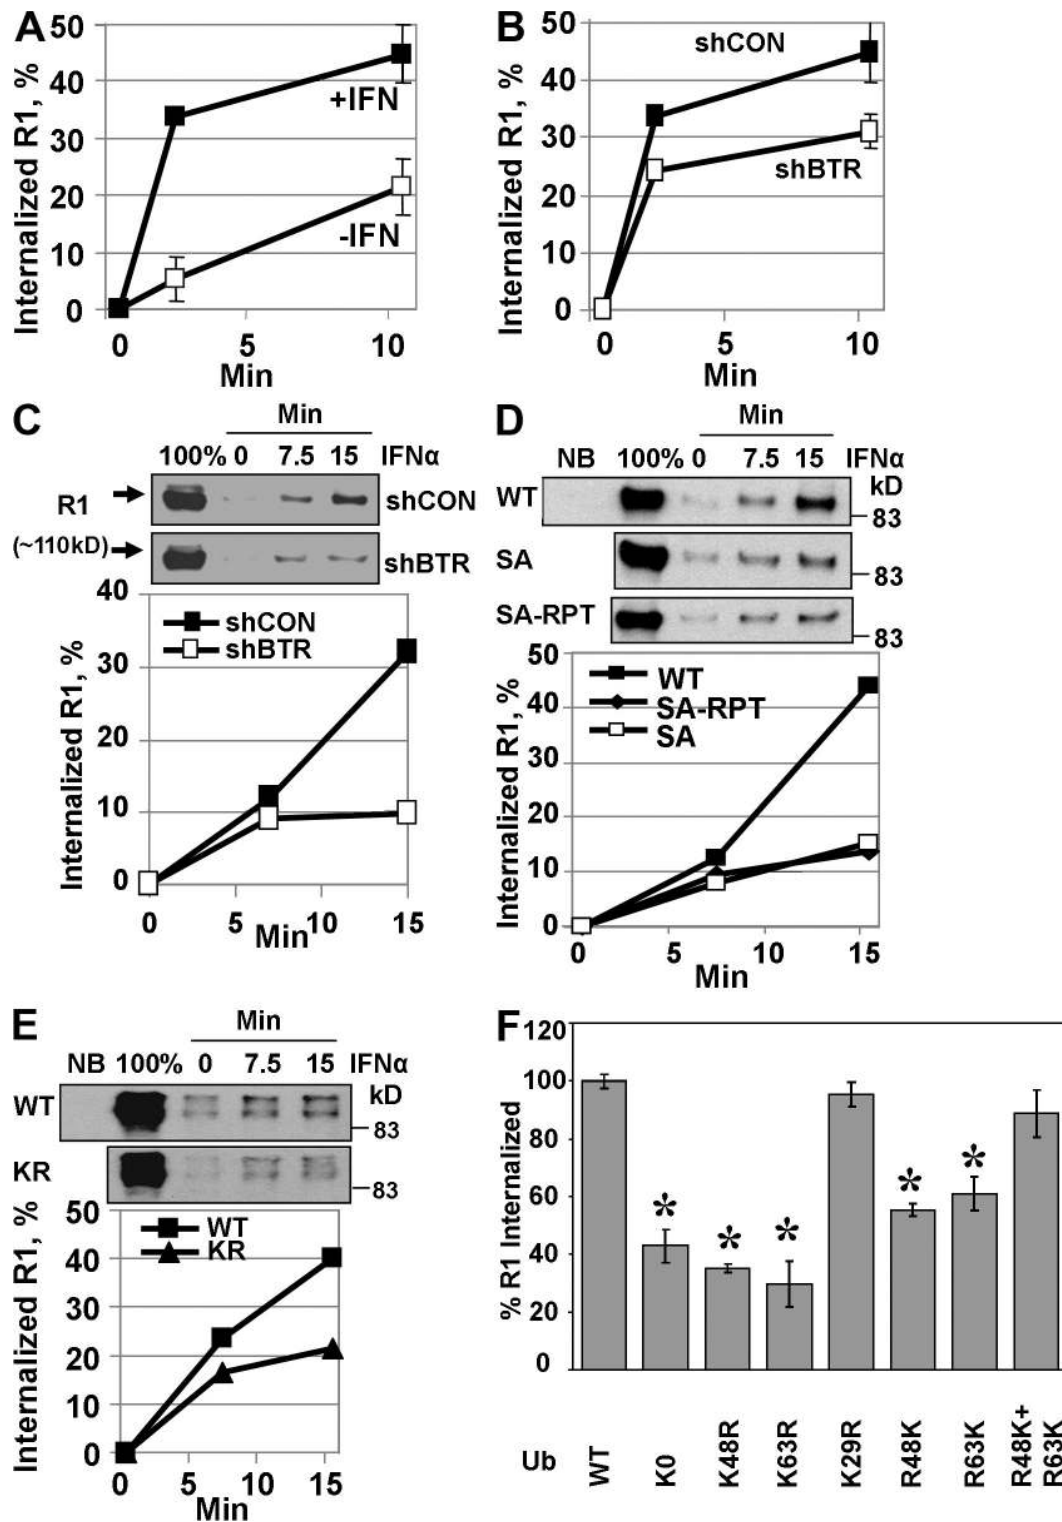 A
Internalized R1, %
50
40
30
20
10
0
+IFN
-IFN
0 5 10
Min
B
Internalized R1, %
50
40
30
20
10
0
shCON
shBTR
0 5 10
Min
C
Min
100% 0 7.5 15 IFNα
R1
shCON
(~110kD)
shBTR
Internalized R1, %
40
30
20
10
0
shCON
shBTR
0 5 10 15
Min
D
Min
NB 100% 0 7.5 15 IFNα
kD
WT
83
SA
83
SA-RPT
83
Internalized R1, %
50
40
30
20
10
0
WT
SA-RPT
SA
0 5 10 15
Min
E
Min
NB 100% 0 7.5 15 IFNα
kD
WT
83
KR
83
Internalized R1, %
50
40
30
20
10
0
WT
KR
0 5 10 15
Min
F
% R1 Internalized
120
100
80
60
40
20
0
* * * * *
Ub WT K0 K48R K63R K29R R48K R63K R48K+
R63K